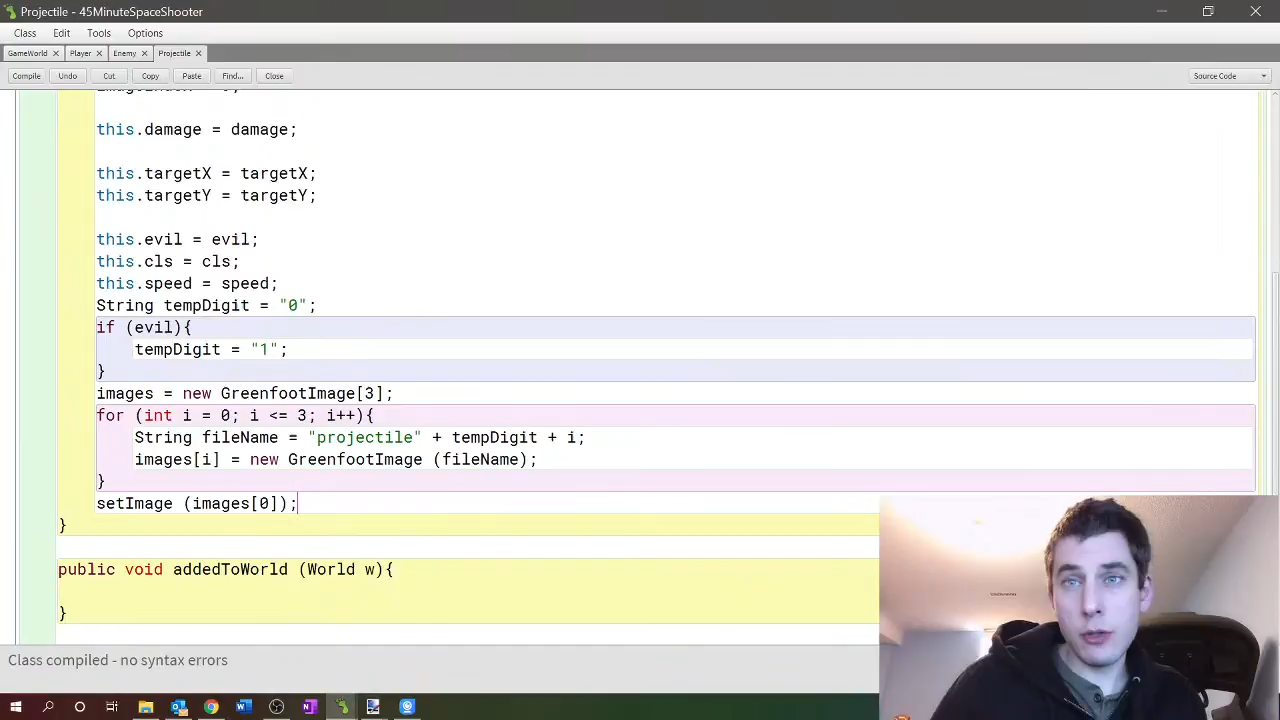 Projectile - 45MinuteSpaceShooter
Class Edit Tools Options
GameWorld Player Enemy Projectile
Compile Undo Cut Copy Paste Find... Close Source Code
this.damage = damage;
this.targetX = targetX;
this.targetY = targetY;
this.evil = evil;
this.cls = cls;
this.speed = speed;
String tempDigit = "0";
if (evil){
tempDigit = "1";
}
images = new GreenfootImage[3];
for (int i = 0; i <= 3; i++){
String fileName = "projectile" + tempDigit + i;
images[i] = new GreenfootImage (fileName);
}
setImage (images[0]);
}
public void addedToWorld (World w){
}
Class compiled - no syntax errors